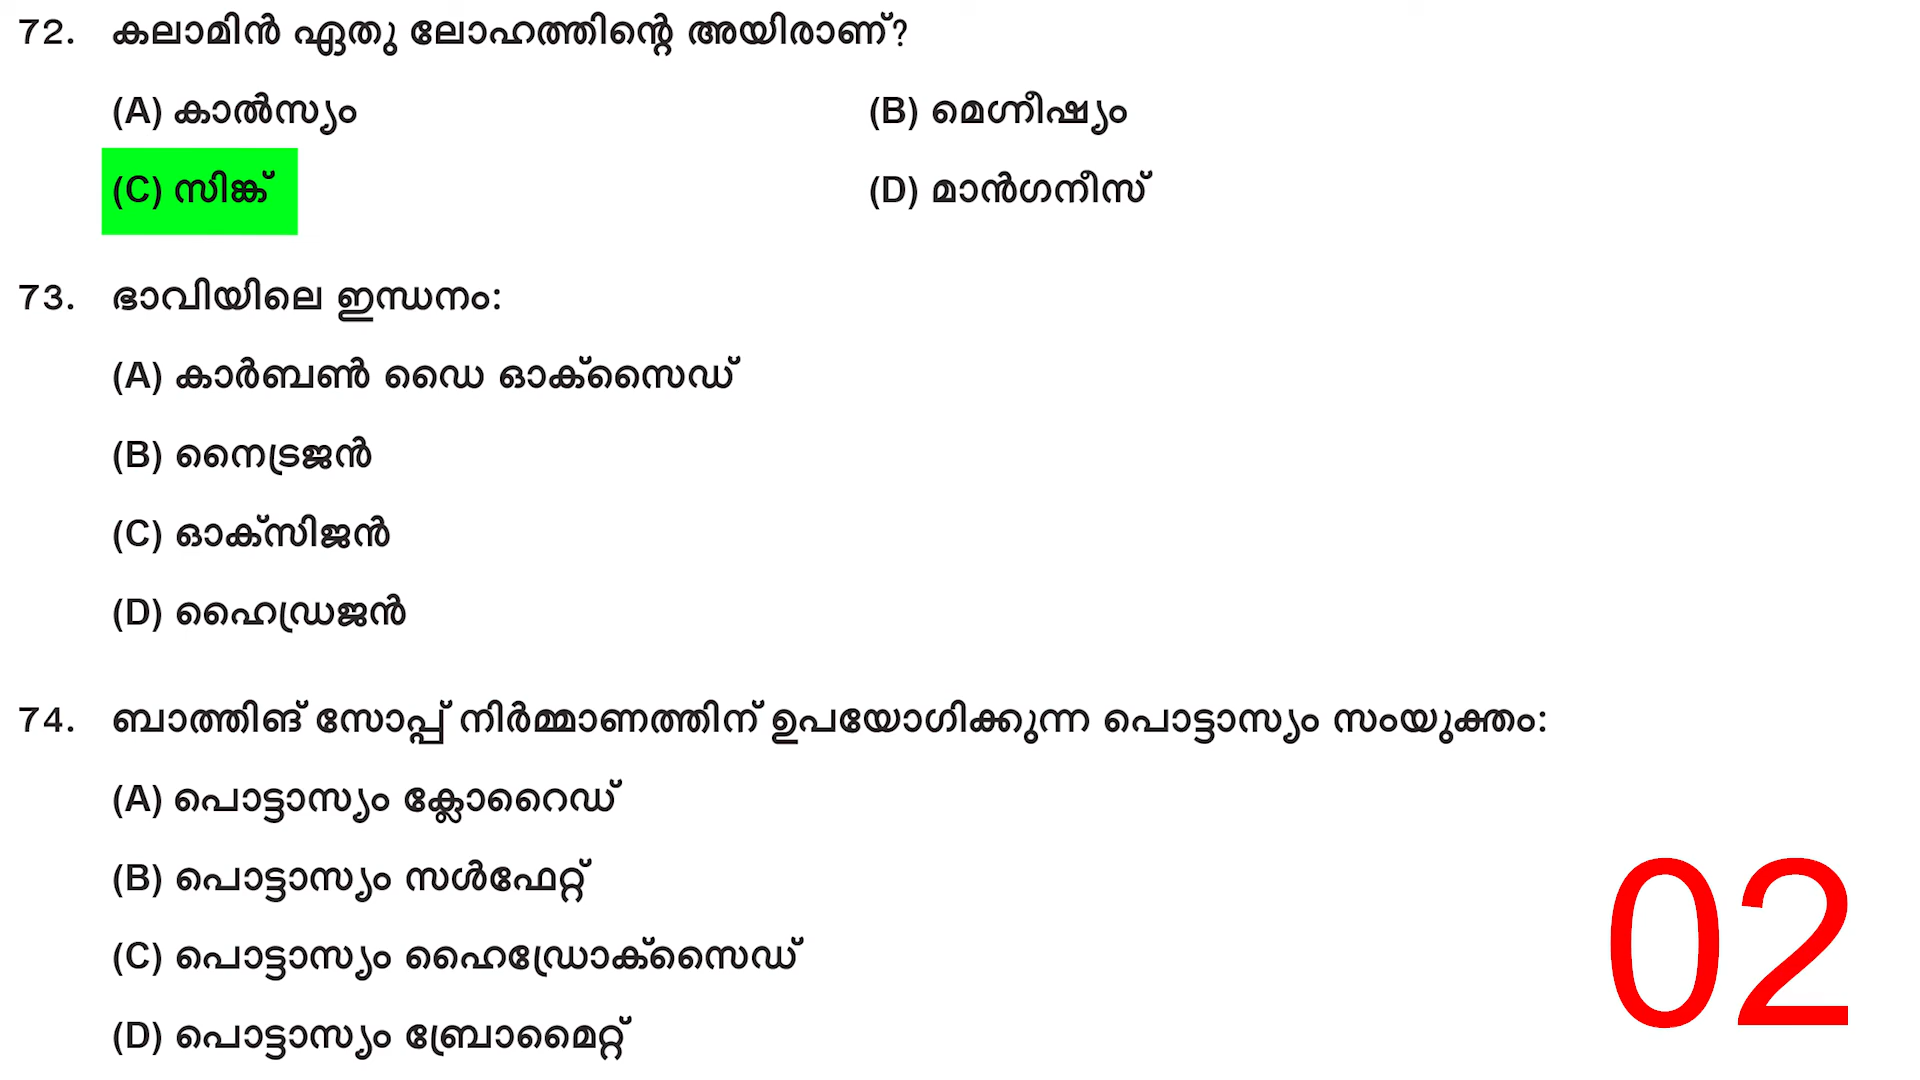 72. കലാമിൻ ഏതു ലോഹത്തിന്റെ അയിരാണ്?
(A) കാൽസ്യം (B) മെഗ്നീഷ്യം
(C) സിങ്ക് (D) മാൻഗനീസ്
73. ഭാവിയിലെ ഇന്ധനം:
(A) കാർബൺ ഡൈ ഓക്സൈഡ്
(B) നൈട്രജൻ
(C) ഓക്സിജൻ
(D) ഹൈഡ്രജൻ
74. ബാത്തിങ് സോപ്പ് നിർമ്മാണത്തിന് ഉപയോഗിക്കുന്ന പൊട്ടാസ്യം സംയുക്തം:
(A) പൊട്ടാസ്യം ക്ലോറൈഡ്
(B) പൊട്ടാസ്യം സൾഫേറ്റ്
(C) പൊട്ടാസ്യം ഹൈഡ്രോക്സൈഡ്
(D) പൊട്ടാസ്യം ബ്രോമൈറ്റ്
02